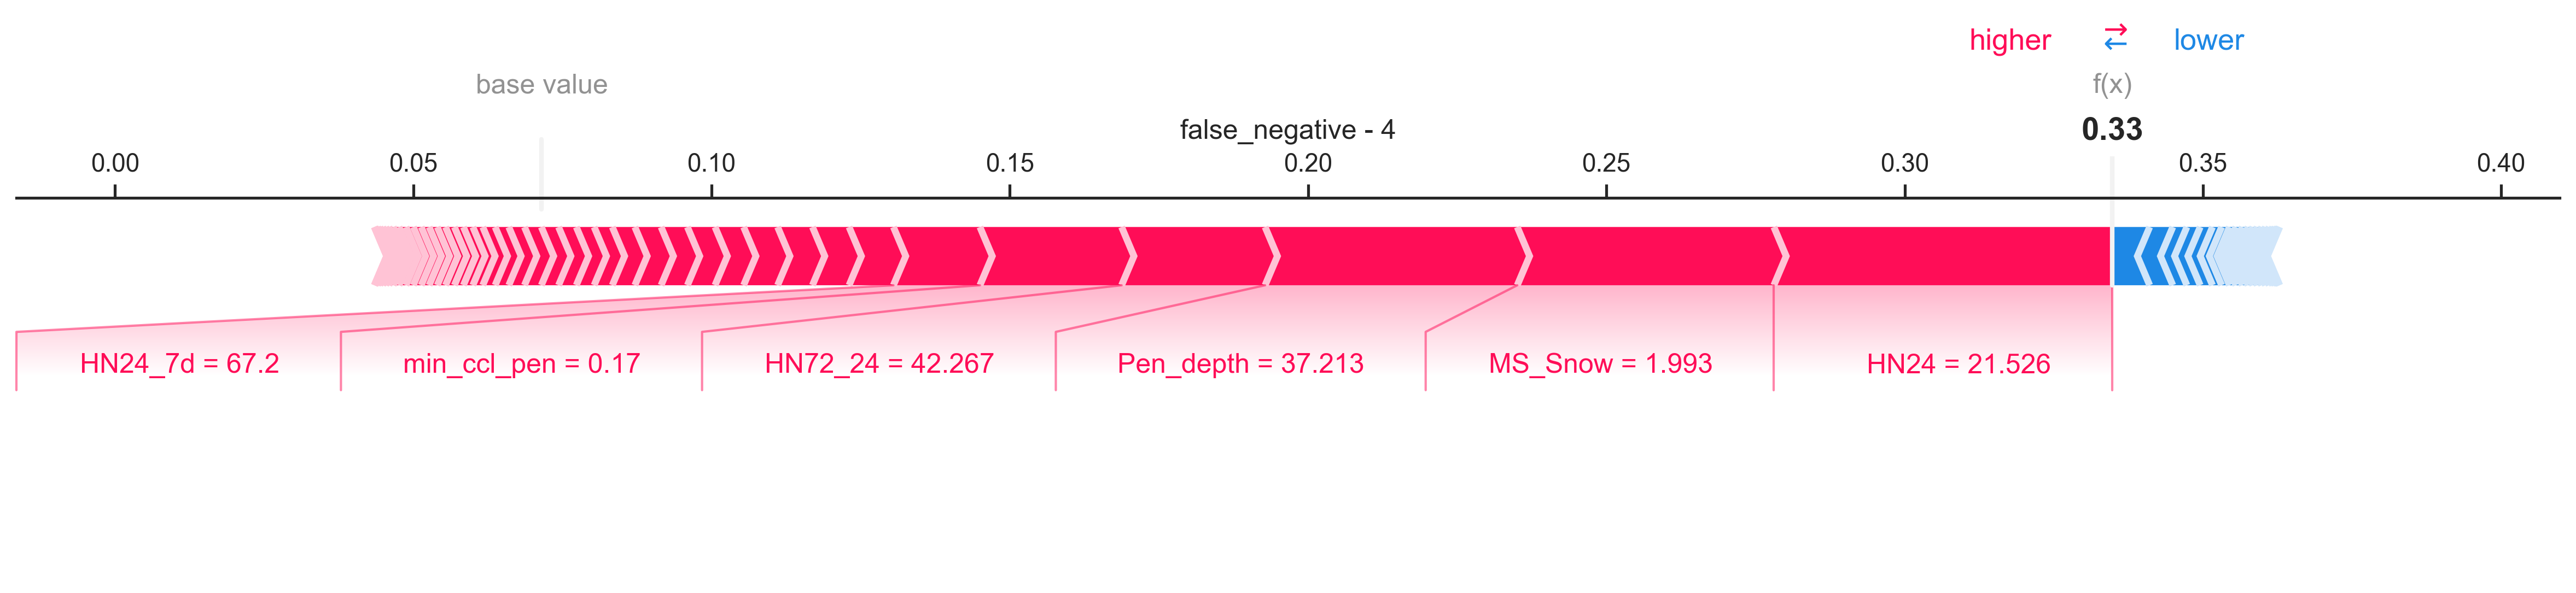 higher ⇄ lower
base value f(x)
false_negative - 4 0.33
0.00 0.05 0.10 0.15 0.20 0.25 0.30 0.35 0.40
HN24_7d = 67.2 min_ccl_pen = 0.17 HN72_24 = 42.267 Pen_depth = 37.213 MS_Snow = 1.993 HN24 = 21.526